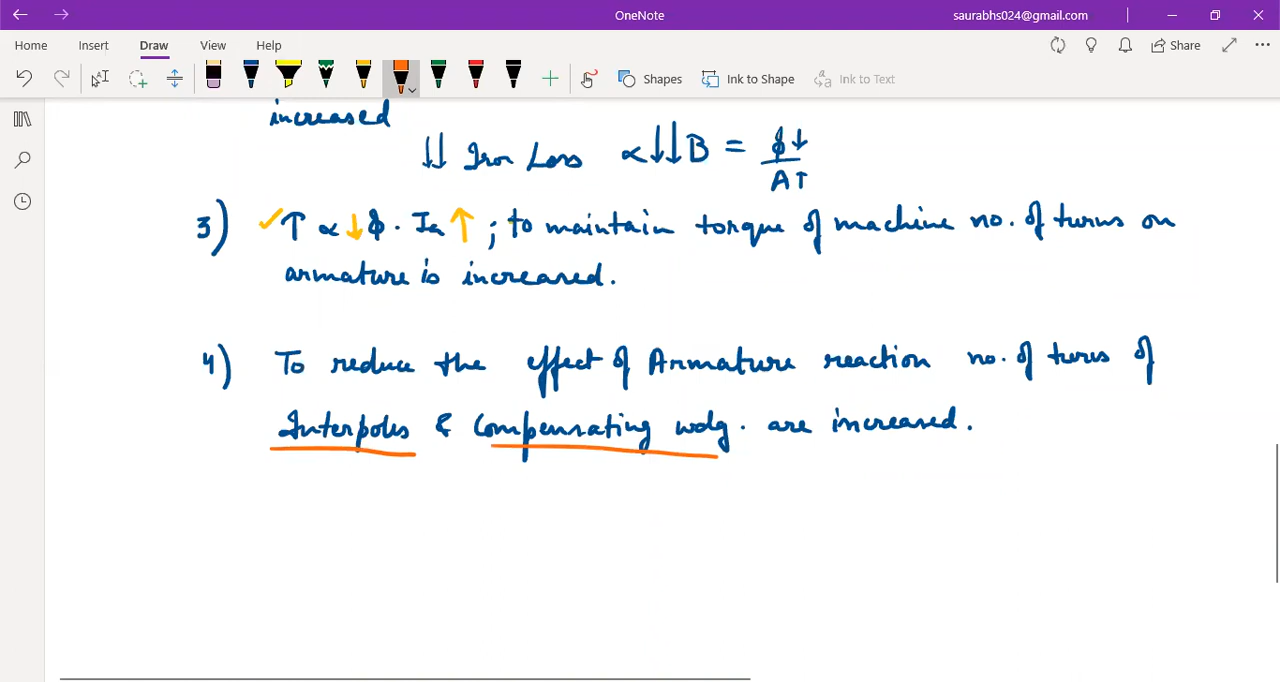 OneNote
saurabhs024@gmail.com
Home Insert Draw View Help
Share
Shapes Ink to Shape Ink to Text
increased
↓↓ Iron Loss ∝ ↓↓ B = ϕ↓ / A↑
3) ✓ T ∝ ↓ϕ . Ia ↑ ; to maintain torque of machine no. of turns on
armature is increased.
4) To reduce the effect of Armature reaction no. of turns of
Interpoles & Compensating wdg. are increased.